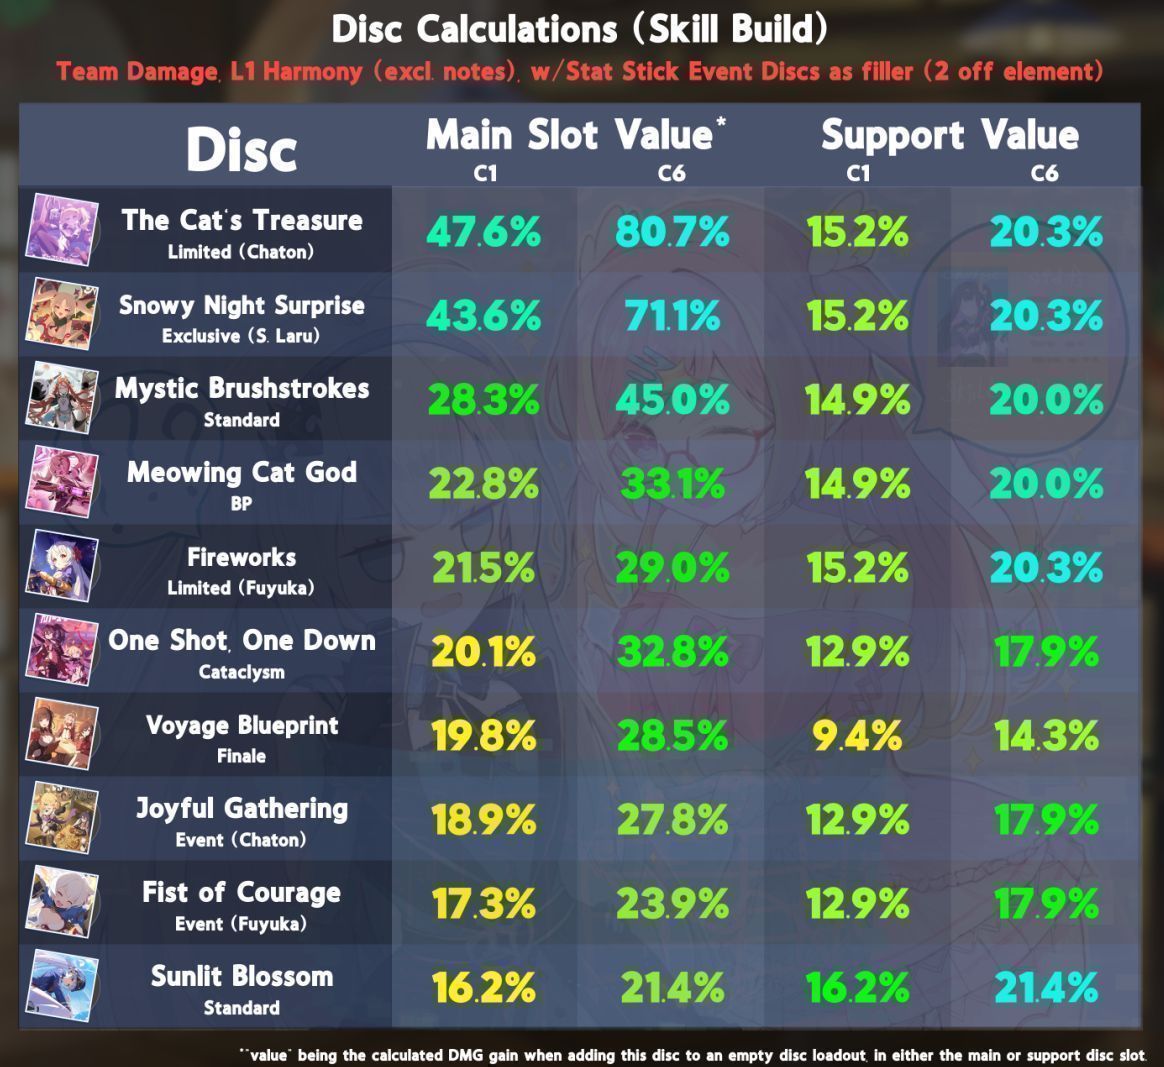 Disc Calculations (Skill Build)
Team Damage, L1 Harmony (excl. notes), w/Stat Stick Event Discs as filler (2 off element)
Disc
Main Slot Value*
Support Value
C1
C6
C1
C6
The Cat's Treasure
Limited (Chaton)
47.6%
80.7%
15.2%
20.3%
Snowy Night Surprise
Exclusive (S. Laru)
43.6%
71.1%
15.2%
20.3%
Mystic Brushstrokes
Standard
28.3%
45.0%
14.9%
20.0%
Meowing Cat God
BP
22.8%
33.1%
14.9%
20.0%
Fireworks
Limited (Fuyuka)
21.5%
29.0%
15.2%
20.3%
One Shot, One Down
Cataclysm
20.1%
32.8%
12.9%
17.9%
Voyage Blueprint
Finale
19.8%
28.5%
9.4%
14.3%
Joyful Gathering
Event (Chaton)
18.9%
27.8%
12.9%
17.9%
Fist of Courage
Event (Fuyuka)
17.3%
23.9%
12.9%
17.9%
Sunlit Blossom
Standard
16.2%
21.4%
16.2%
21.4%
*"value" being the calculated DMG gain when adding this disc to an empty disc loadout, in either the main or support disc slot.